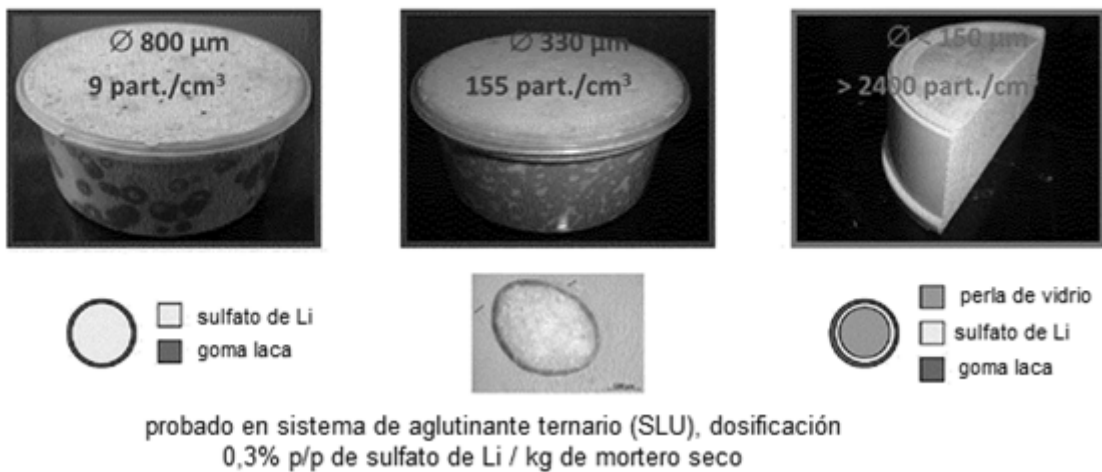 Ø 800 µm
9 part./cm³
Ø 330 µm
155 part./cm³
Ø < 150 µm
> 2400 part./cm
sulfato de Li
goma laca
perla de vidrio
sulfato de Li
goma laca
probado en sistema de aglutinante ternario (SLU), dosificación
0,3% p/p de sulfato de Li / kg de mortero seco